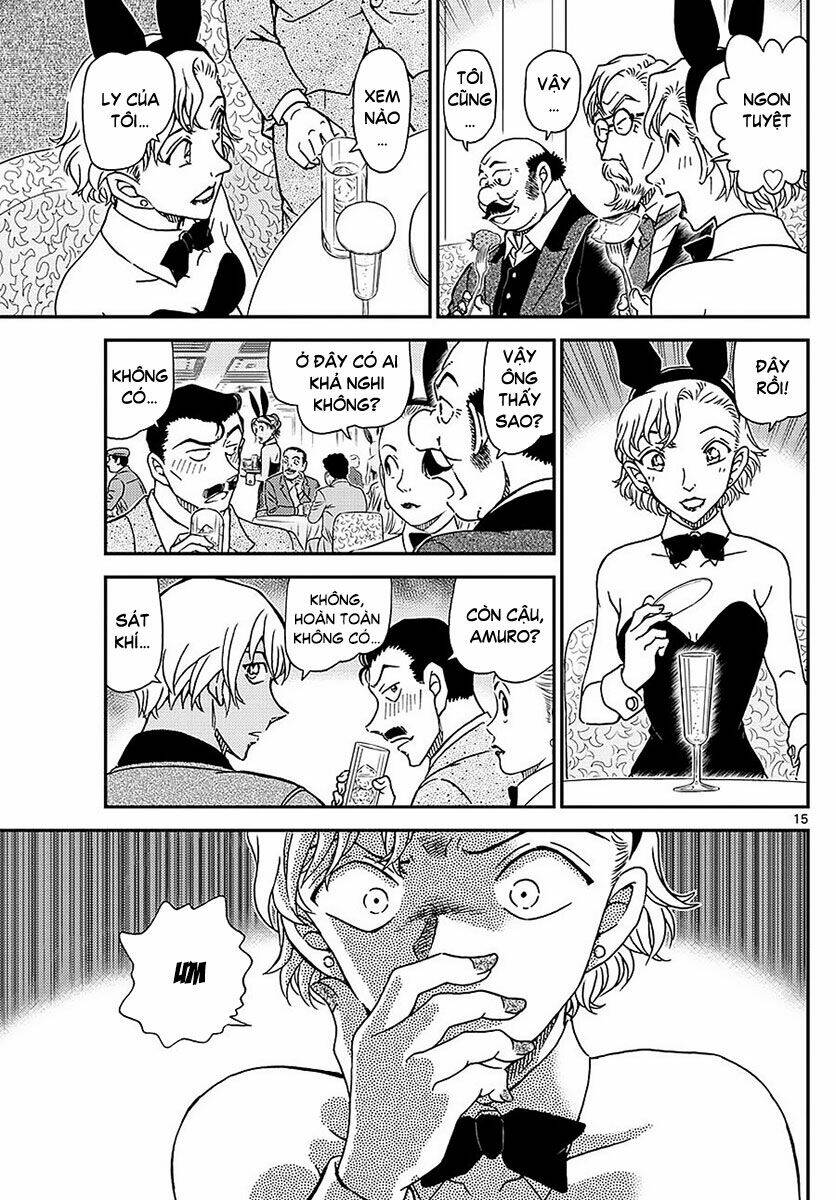 NGON
TUYỆT
VẬY
...
TÔI
CŨNG
...
XEM
NÀO
...
LY CỦA
TÔI...
ĐÂY
RỒI!
VẬY
ÔNG
THẤY
SAO?
Ở ĐÂY CÓ AI
KHẢ NGHI
KHÔNG?
KHÔNG
CÓ...
CÒN CẬU,
AMURO?
KHÔNG,
HOÀN TOÀN
KHÔNG CÓ...
SÁT
KHÍ...
15
UM